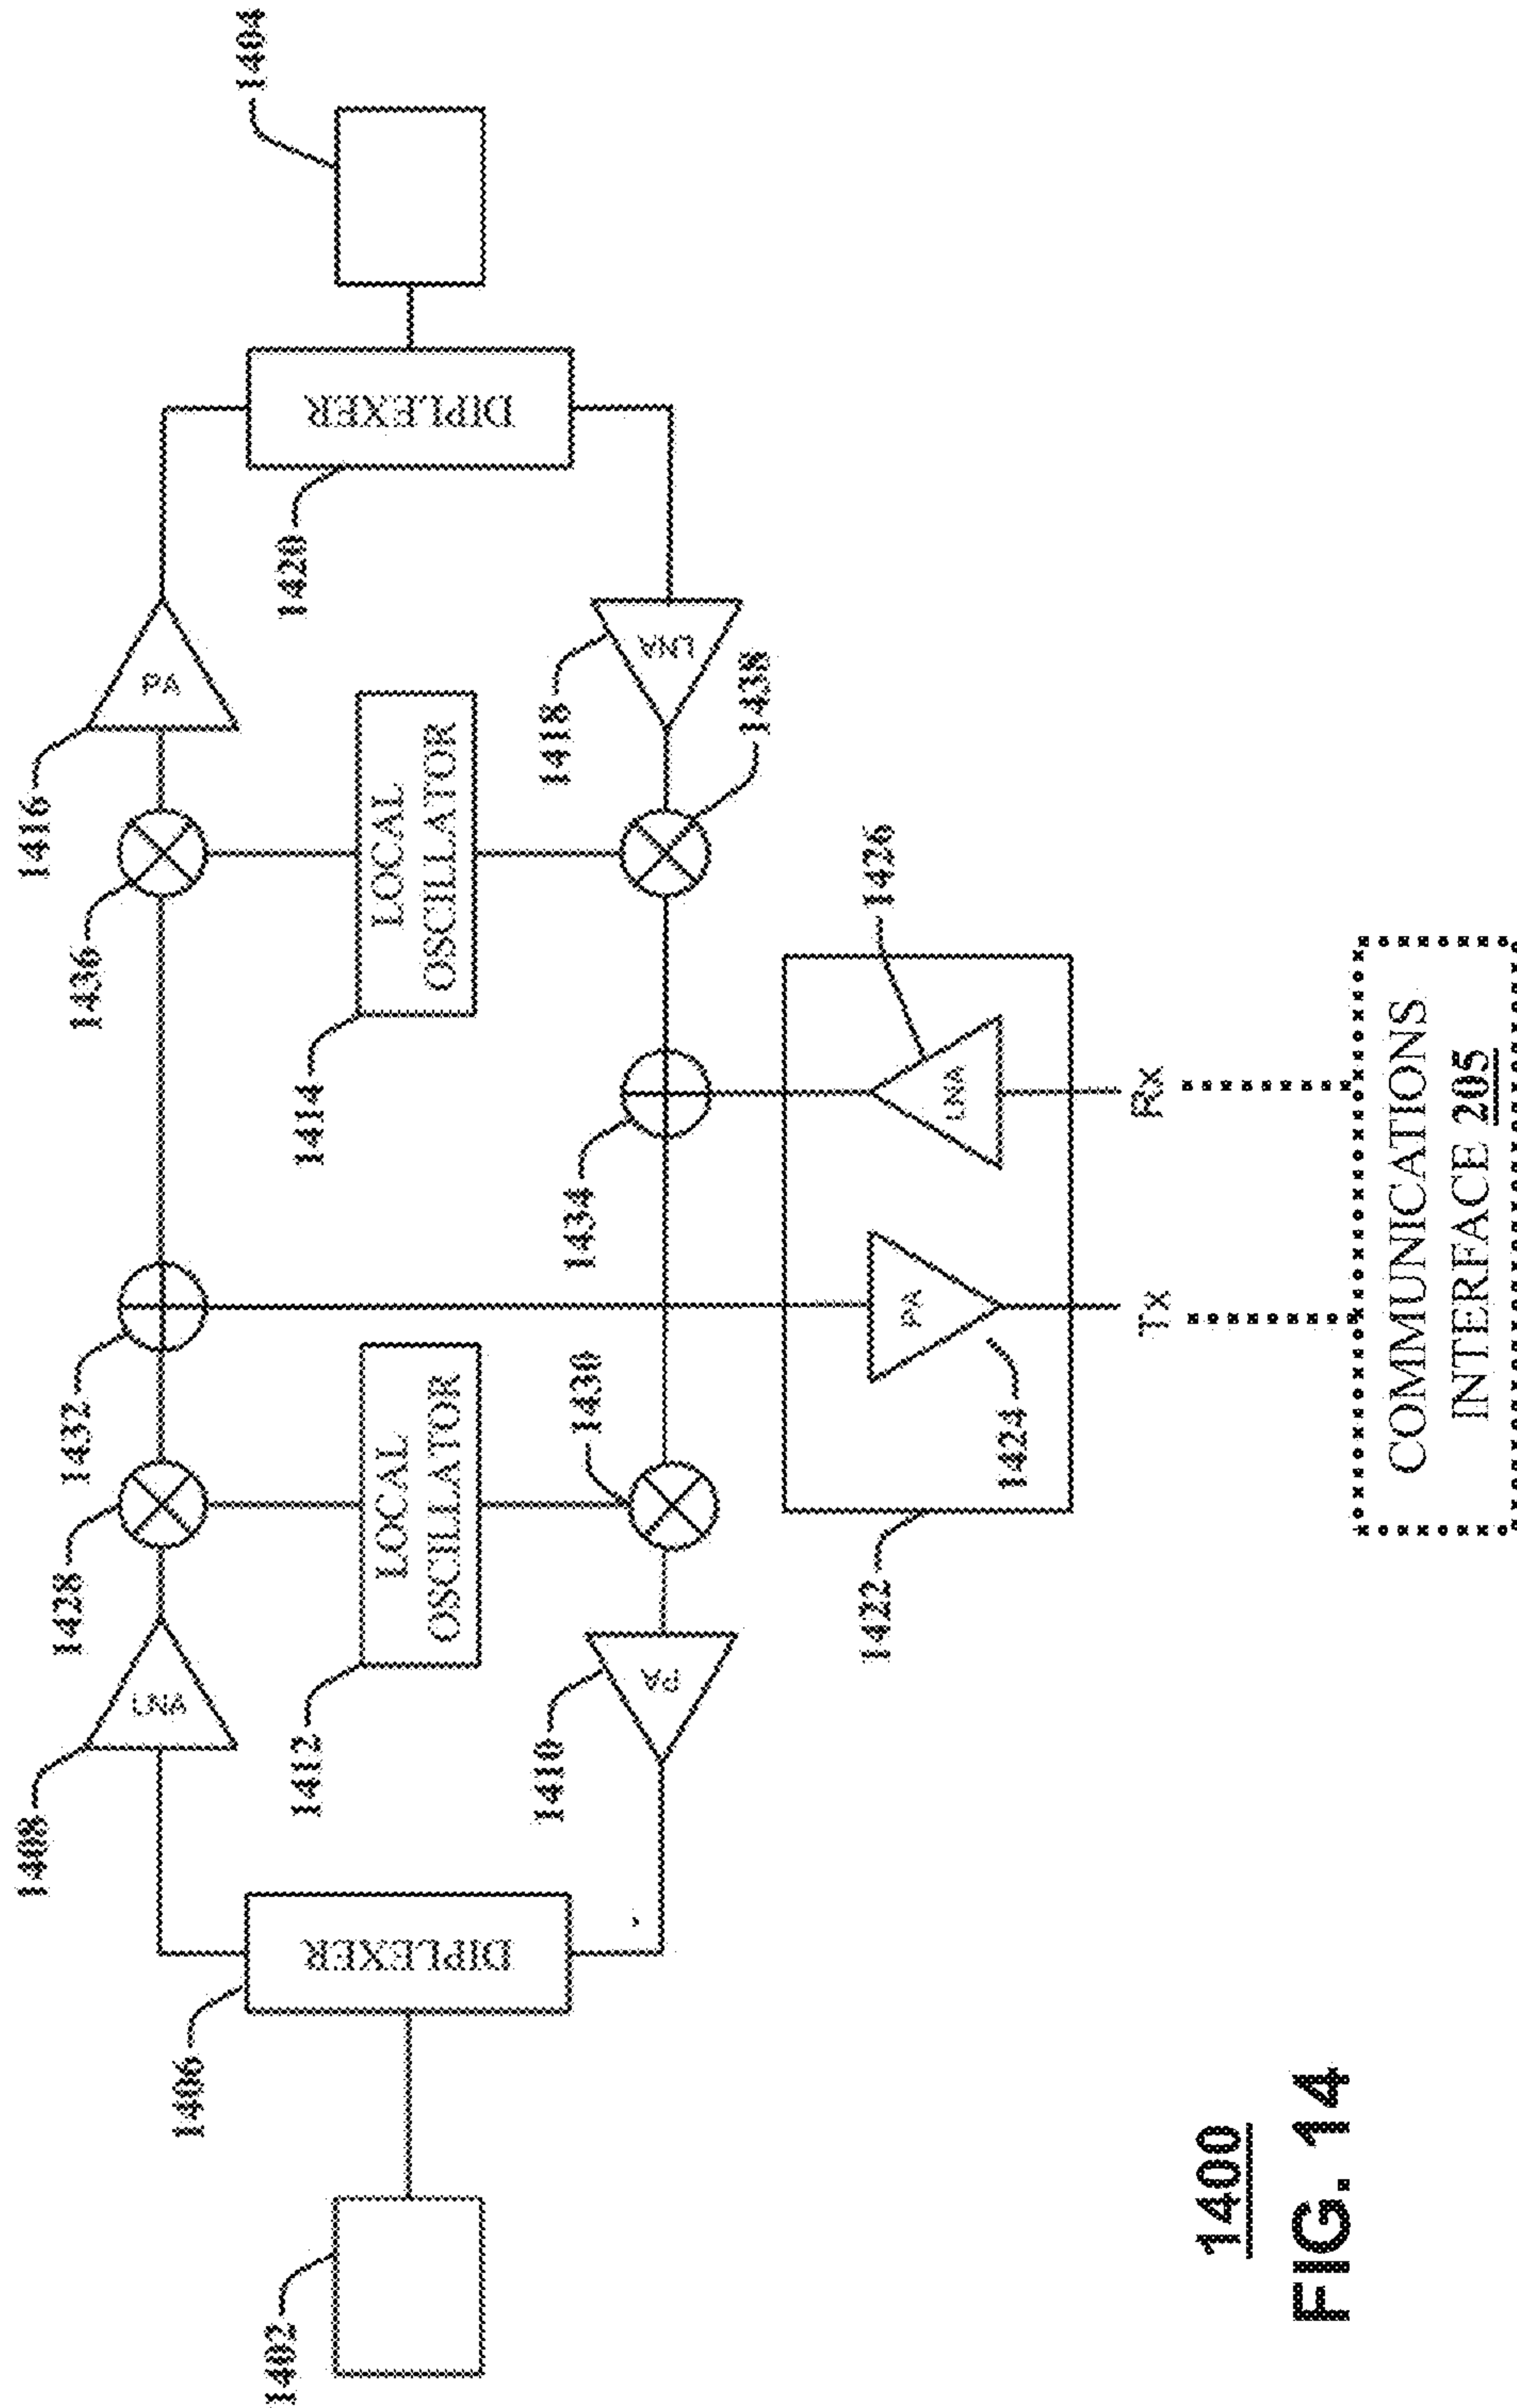 1404
1416
PA
1436
LOCAL
OSCILLATOR
1414
DIPLEXER
1420
LNA
1418
1438
1432
1434
LNA
1426
Rx
1428
LNA
1408
LOCAL
OSCILLATOR
1412
1430
PA
1410
PA
1424
Tx
1422
COMMUNICATIONS
INTERFACE 205
DIPLEXER
1406
1402
1400
FIG. 14